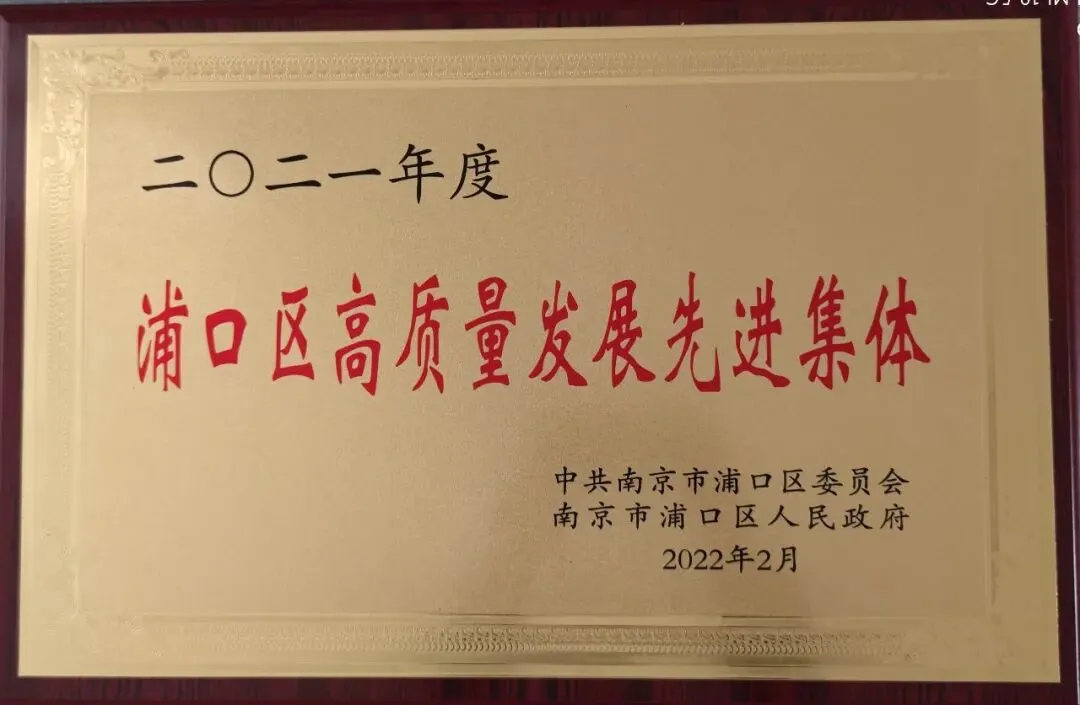 二〇二一年度
浦口区高质量发展先进集体
中共南京市浦口区委员会
南京市浦口区人民政府
2022年2月